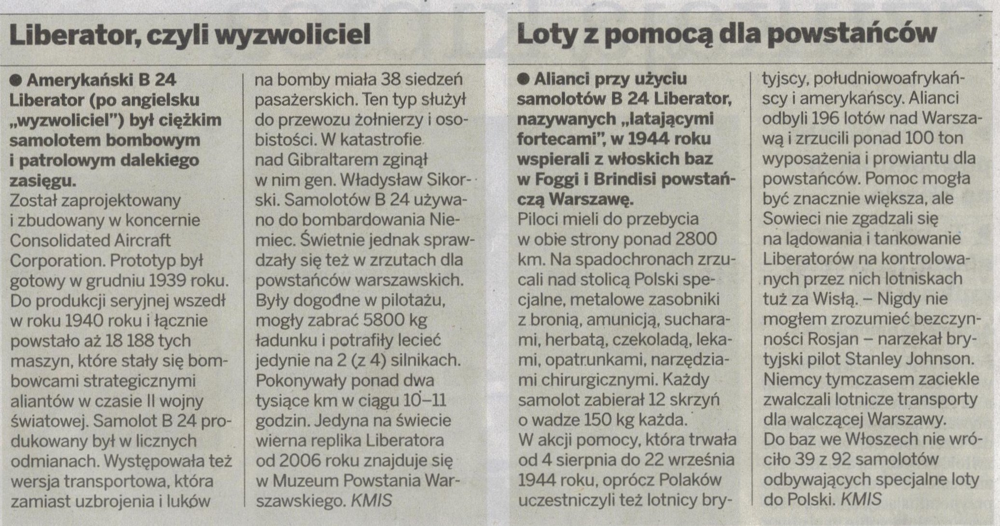 Liberator, czyli wyzwoliciel
● Amerykański B 24
Liberator (po angielsku
„wyzwoliciel”) był ciężkim
samolotem bombowym
i patrolowym dalekiego
zasięgu.
Został zaprojektowany
i zbudowany w koncernie
Consolidated Aircraft
Corporation. Prototyp był
gotowy w grudniu 1939 roku.
Do produkcji seryjnej wszedł
w roku 1940 roku i łącznie
powstało aż 18 188 tych
maszyn, które stały się bom-
bowcami strategicznymi
aliantów w czasie II wojny
światowej. Samolot B 24 pro-
dukowany był w licznych
odmianach. Występowała też
wersja transportowa, która
zamiast uzbrojenia i luków
na bomby miała 38 siedzeń
pasażerskich. Ten typ służył
do przewozu żołnierzy i oso-
bistości. W katastrofie
nad Gibraltarem zginął
w nim gen. Władysław Sikor-
ski. Samolotów B 24 używa-
no do bombardowania Nie-
miec. Świetnie jednak spraw-
dzały się też w zrzutach dla
powstańców warszawskich.
Były dogodne w pilotażu,
mogły zabrać 5800 kg
ładunku i potrafiły lecieć
jedynie na 2 (z 4) silnikach.
Pokonywały ponad dwa
tysiące km w ciągu 10–11
godzin. Jedyna na świecie
wierna replika Liberatora
od 2006 roku znajduje się
w Muzeum Powstania War-
szawskiego. KMIS
Loty z pomocą dla powstańców
● Alianci przy użyciu
samolotów B 24 Liberator,
nazywanych „latającymi
fortecami”, w 1944 roku
wspierali z włoskich baz
w Foggi i Brindisi powstań-
czą Warszawę.
Piloci mieli do przebycia
w obie strony ponad 2800
km. Na spadochronach zrzu-
cali nad stolicą Polski spe-
cjalne, metalowe zasobniki
z bronią, amunicją, suchara-
mi, herbatą, czekoladą, leka-
mi, opatrunkami, narzędzia-
mi chirurgicznymi. Każdy
samolot zabierał 12 skrzyń
o wadze 150 kg każda.
W akcji pomocy, która trwała
od 4 sierpnia do 22 września
1944 roku, oprócz Polaków
uczestniczyli też lotnicy bry-
tyjscy, południowoafrykań-
scy i amerykańscy. Alianci
odbyli 196 lotów nad Warsza-
wą i zrzucili ponad 100 ton
wyposażenia i prowiantu dla
powstańców. Pomoc mogła
być znacznie większa, ale
Sowieci nie zgadzali się
na lądowania i tankowanie
Liberatorów na kontrolowa-
nych przez nich lotniskach
tuż za Wisłą. – Nigdy nie
mogłem zrozumieć bezczyn-
ności Rosjan – narzekał bry-
tyjski pilot Stanley Johnson.
Niemcy tymczasem zaciekle
zwalczali lotnicze transporty
dla walczącej Warszawy.
Do baz we Włoszech nie wró-
ciło 39 z 92 samolotów
odbywających specjalne loty
do Polski. KMIS